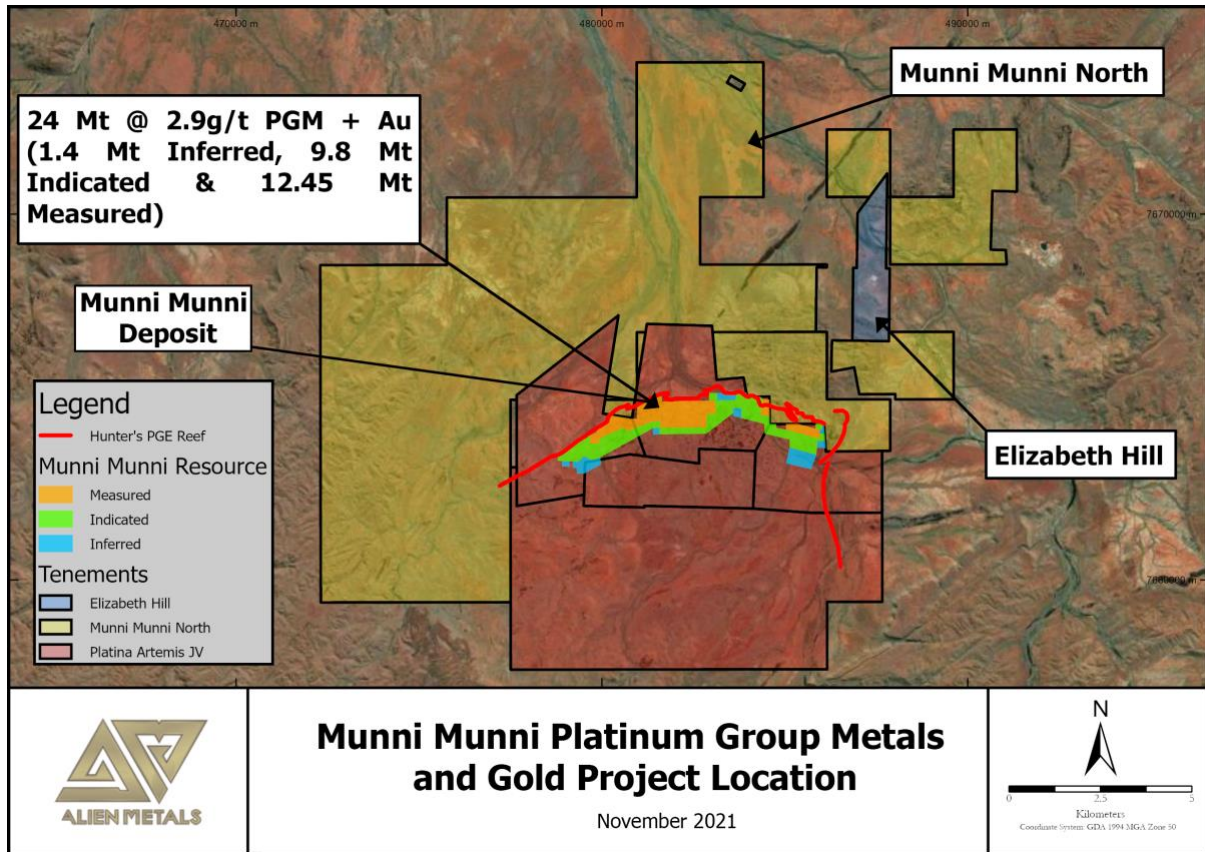 470000 m
480000 m
490000 m
Munni Munni North
24 Mt @ 2.9g/t PGM + Au
(1.4 Mt Inferred, 9.8 Mt
Indicated & 12.45 Mt
Measured)
7670000 m
Munni Munni
Deposit
Legend
Hunter's PGE Reef
Munni Munni Resource
Measured
Indicated
Inferred
Tenements
Elizabeth Hill
Munni Munni North
Platina Artemis JV
Elizabeth Hill
7660000 m
ALIEN METALS
Munni Munni Platinum Group Metals
and Gold Project Location
November 2021
N
0 2.5 5
Kilometers
Coordinate System: GDA 1994 MGA Zone 50